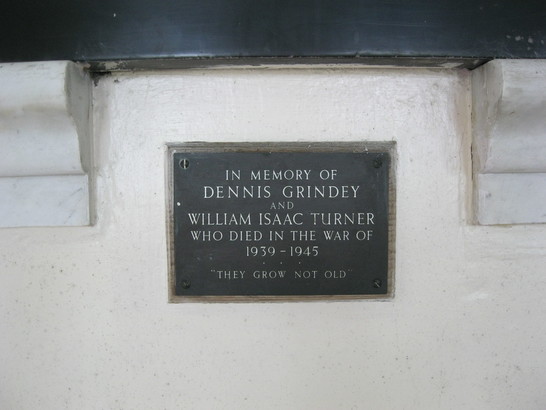 IN MEMORY OF
DENNIS GRINDEY
AND
WILLIAM ISAAC TURNER
WHO DIED IN THE WAR OF
1939 - 1945
. . .
"THEY GROW NOT OLD"